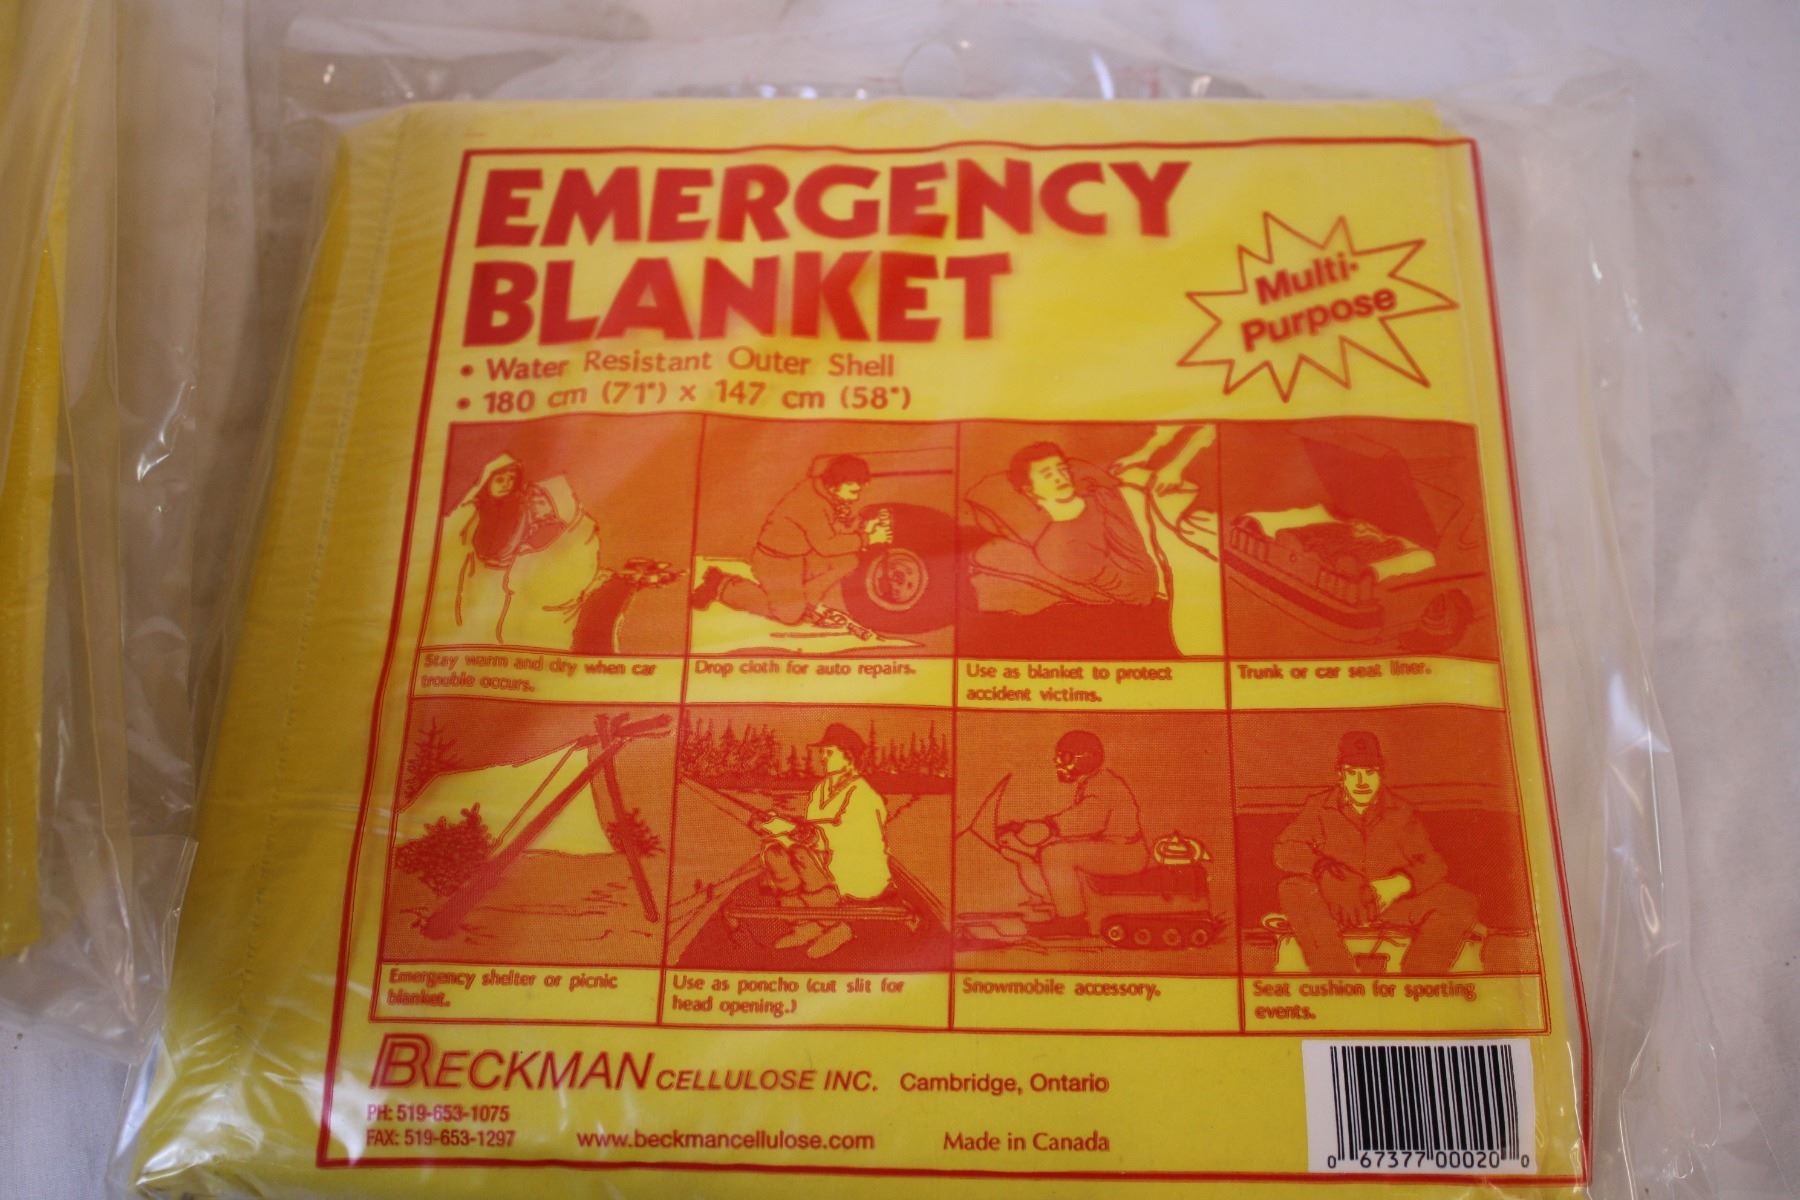 EMERGENCY
BLANKET
Multi-
Purpose
• Water Resistant Outer Shell
• 180 cm (71") x 147 cm (58")
Stay warm and dry when car
trouble occurs.
Drop cloth for auto repairs.
Use as blanket to protect
accident victims.
Trunk or car seat liner.
Emergency shelter or picnic
blanket.
Use as poncho (cut slit for
head opening.)
Snowmobile accessory.
Seat cushion for sporting
events.
BECKMAN CELLULOSE INC. Cambridge, Ontario
PH: 519-653-1075
FAX: 519-653-1297 www.beckmancellulose.com Made in Canada
0 67377 00020 0